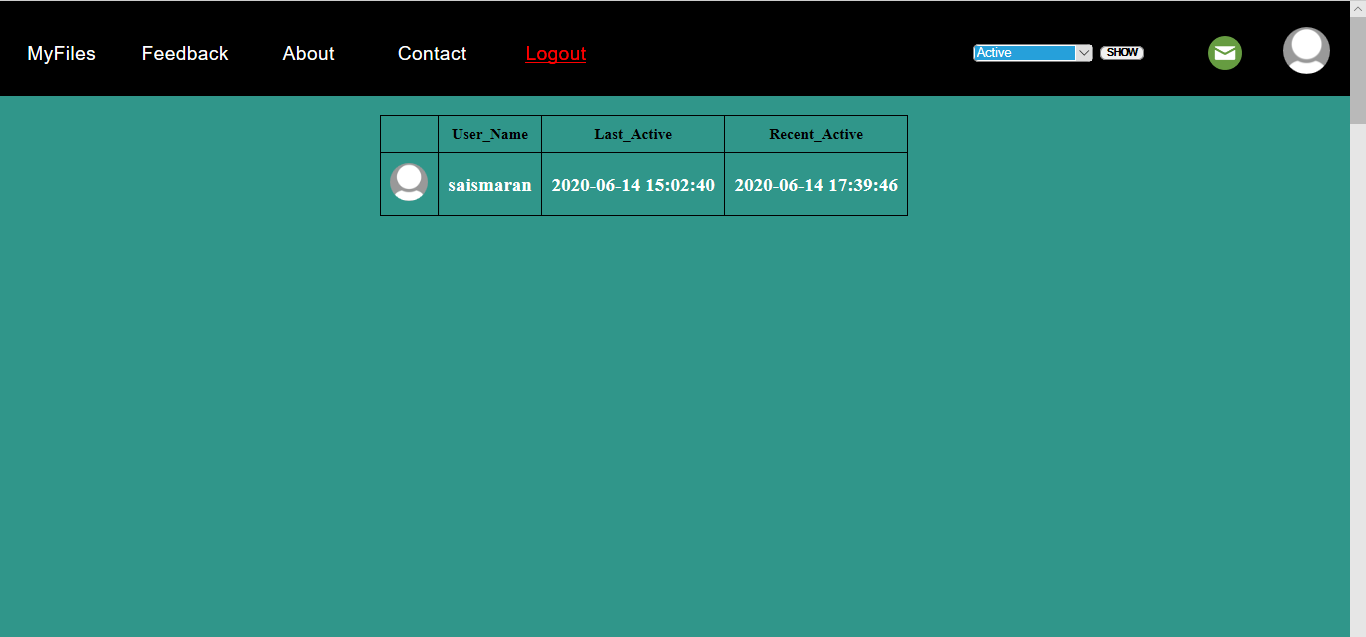 MyFiles Feedback About Contact Logout Active SHOW
User_Name Last_Active Recent_Active
saismaran 2020-06-14 15:02:40 2020-06-14 17:39:46